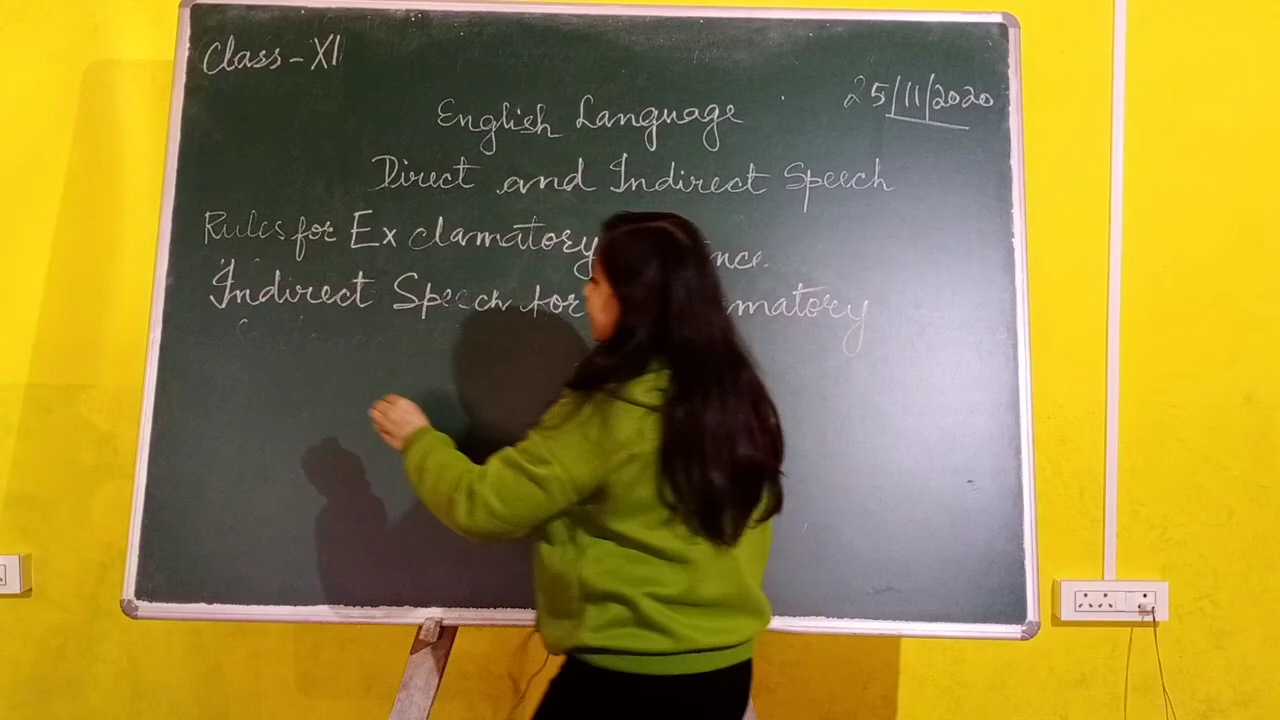 Class - XI
25/11/2020
English Language
Direct and Indirect Speech
Rules for Exclamatory
Indirect Speech for